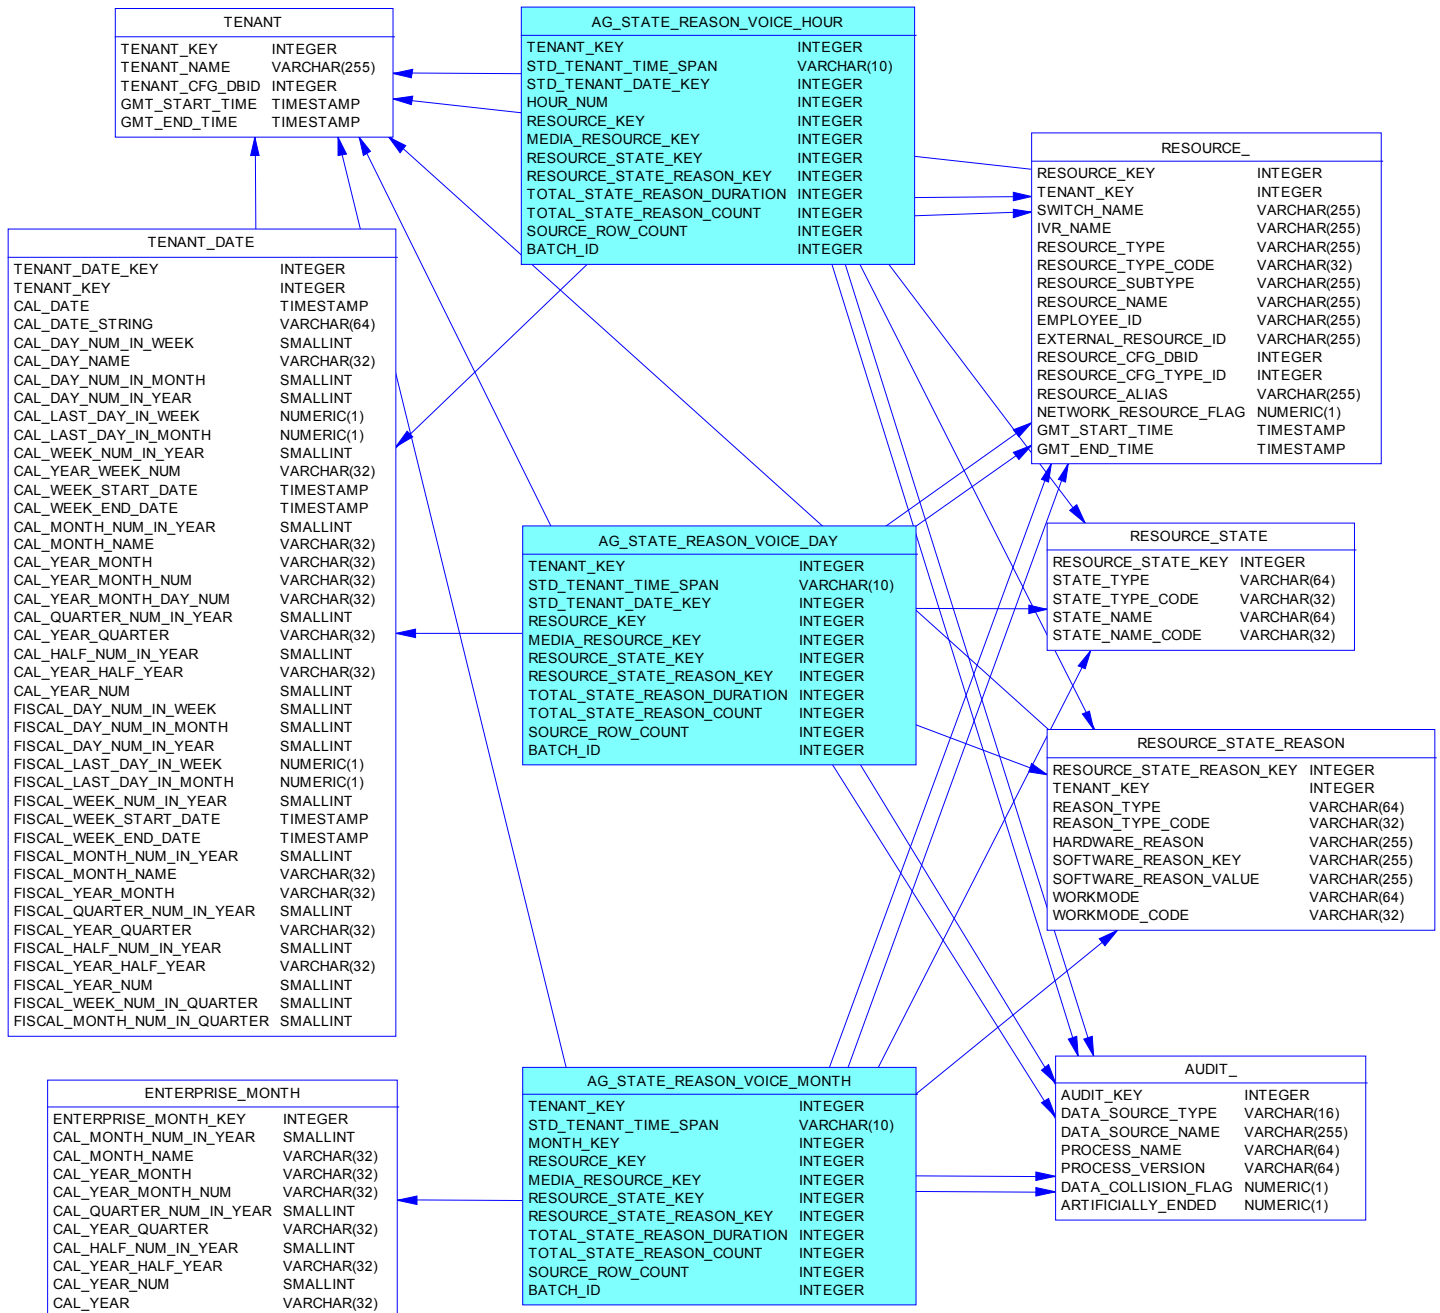 TENANT
TENANT_KEY INTEGER
TENANT_NAME VARCHAR(255)
TENANT_CFG_DBID INTEGER
GMT_START_TIME TIMESTAMP
GMT_END_TIME TIMESTAMP
AG_STATE_REASON_VOICE_HOUR
TENANT_KEY INTEGER
STD_TENANT_TIME_SPAN VARCHAR(10)
STD_TENANT_DATE_KEY INTEGER
HOUR_NUM INTEGER
RESOURCE_KEY INTEGER
MEDIA_RESOURCE_KEY INTEGER
RESOURCE_STATE_KEY INTEGER
RESOURCE_STATE_REASON_KEY INTEGER
TOTAL_STATE_REASON_DURATION INTEGER
TOTAL_STATE_REASON_COUNT INTEGER
SOURCE_ROW_COUNT INTEGER
BATCH_ID INTEGER
RESOURCE_
RESOURCE_KEY INTEGER
TENANT_KEY INTEGER
SWITCH_NAME VARCHAR(255)
IVR_NAME VARCHAR(255)
RESOURCE_TYPE VARCHAR(255)
RESOURCE_TYPE_CODE VARCHAR(32)
RESOURCE_SUBTYPE VARCHAR(255)
RESOURCE_NAME VARCHAR(255)
EMPLOYEE_ID VARCHAR(255)
EXTERNAL_RESOURCE_ID VARCHAR(255)
RESOURCE_CFG_DBID INTEGER
RESOURCE_CFG_TYPE_ID INTEGER
RESOURCE_ALIAS VARCHAR(255)
NETWORK_RESOURCE_FLAG NUMERIC(1)
GMT_START_TIME TIMESTAMP
GMT_END_TIME TIMESTAMP
TENANT_DATE
TENANT_DATE_KEY INTEGER
TENANT_KEY INTEGER
CAL_DATE TIMESTAMP
CAL_DATE_STRING VARCHAR(64)
CAL_DAY_NUM_IN_WEEK SMALLINT
CAL_DAY_NAME VARCHAR(32)
CAL_DAY_NUM_IN_MONTH SMALLINT
CAL_DAY_NUM_IN_YEAR SMALLINT
CAL_LAST_DAY_IN_WEEK NUMERIC(1)
CAL_LAST_DAY_IN_MONTH NUMERIC(1)
CAL_WEEK_NUM_IN_YEAR SMALLINT
CAL_YEAR_WEEK_NUM VARCHAR(32)
CAL_WEEK_START_DATE TIMESTAMP
CAL_WEEK_END_DATE TIMESTAMP
CAL_MONTH_NUM_IN_YEAR SMALLINT
CAL_MONTH_NAME VARCHAR(32)
CAL_YEAR_MONTH VARCHAR(32)
CAL_YEAR_MONTH_NUM VARCHAR(32)
CAL_YEAR_MONTH_DAY_NUM VARCHAR(32)
CAL_QUARTER_NUM_IN_YEAR SMALLINT
CAL_YEAR_QUARTER VARCHAR(32)
CAL_HALF_NUM_IN_YEAR SMALLINT
CAL_YEAR_HALF_YEAR VARCHAR(32)
CAL_YEAR_NUM SMALLINT
FISCAL_DAY_NUM_IN_WEEK SMALLINT
FISCAL_DAY_NUM_IN_MONTH SMALLINT
FISCAL_DAY_NUM_IN_YEAR SMALLINT
FISCAL_LAST_DAY_IN_WEEK NUMERIC(1)
FISCAL_LAST_DAY_IN_MONTH NUMERIC(1)
FISCAL_WEEK_NUM_IN_YEAR SMALLINT
FISCAL_WEEK_START_DATE TIMESTAMP
FISCAL_WEEK_END_DATE TIMESTAMP
FISCAL_MONTH_NUM_IN_YEAR SMALLINT
FISCAL_MONTH_NAME VARCHAR(32)
FISCAL_YEAR_MONTH VARCHAR(32)
FISCAL_QUARTER_NUM_IN_YEAR SMALLINT
FISCAL_YEAR_QUARTER VARCHAR(32)
FISCAL_HALF_NUM_IN_YEAR SMALLINT
FISCAL_YEAR_HALF_YEAR VARCHAR(32)
FISCAL_YEAR_NUM SMALLINT
FISCAL_WEEK_NUM_IN_QUARTER SMALLINT
FISCAL_MONTH_NUM_IN_QUARTER SMALLINT
AG_STATE_REASON_VOICE_DAY
TENANT_KEY INTEGER
STD_TENANT_TIME_SPAN VARCHAR(10)
STD_TENANT_DATE_KEY INTEGER
RESOURCE_KEY INTEGER
MEDIA_RESOURCE_KEY INTEGER
RESOURCE_STATE_KEY INTEGER
RESOURCE_STATE_REASON_KEY INTEGER
TOTAL_STATE_REASON_DURATION INTEGER
TOTAL_STATE_REASON_COUNT INTEGER
SOURCE_ROW_COUNT INTEGER
BATCH_ID INTEGER
RESOURCE_STATE
RESOURCE_STATE_KEY INTEGER
STATE_TYPE VARCHAR(64)
STATE_TYPE_CODE VARCHAR(32)
STATE_NAME VARCHAR(64)
STATE_NAME_CODE VARCHAR(32)
RESOURCE_STATE_REASON
RESOURCE_STATE_REASON_KEY INTEGER
TENANT_KEY INTEGER
REASON_TYPE VARCHAR(64)
REASON_TYPE_CODE VARCHAR(32)
HARDWARE_REASON VARCHAR(255)
SOFTWARE_REASON_KEY VARCHAR(255)
SOFTWARE_REASON_VALUE VARCHAR(255)
WORKMODE VARCHAR(64)
WORKMODE_CODE VARCHAR(32)
ENTERPRISE_MONTH
ENTERPRISE_MONTH_KEY INTEGER
CAL_MONTH_NUM_IN_YEAR SMALLINT
CAL_MONTH_NAME VARCHAR(32)
CAL_YEAR_MONTH VARCHAR(32)
CAL_YEAR_MONTH_NUM VARCHAR(32)
CAL_QUARTER_NUM_IN_YEAR SMALLINT
CAL_YEAR_QUARTER VARCHAR(32)
CAL_HALF_NUM_IN_YEAR SMALLINT
CAL_YEAR_HALF_YEAR VARCHAR(32)
CAL_YEAR_NUM SMALLINT
CAL_YEAR VARCHAR(32)
AG_STATE_REASON_VOICE_MONTH
TENANT_KEY INTEGER
STD_TENANT_TIME_SPAN VARCHAR(10)
MONTH_KEY INTEGER
RESOURCE_KEY INTEGER
MEDIA_RESOURCE_KEY INTEGER
RESOURCE_STATE_KEY INTEGER
RESOURCE_STATE_REASON_KEY INTEGER
TOTAL_STATE_REASON_DURATION INTEGER
TOTAL_STATE_REASON_COUNT INTEGER
SOURCE_ROW_COUNT INTEGER
BATCH_ID INTEGER
AUDIT_
AUDIT_KEY INTEGER
DATA_SOURCE_TYPE VARCHAR(16)
DATA_SOURCE_NAME VARCHAR(255)
PROCESS_NAME VARCHAR(64)
PROCESS_VERSION VARCHAR(64)
DATA_COLLISION_FLAG NUMERIC(1)
ARTIFICIALLY_ENDED NUMERIC(1)